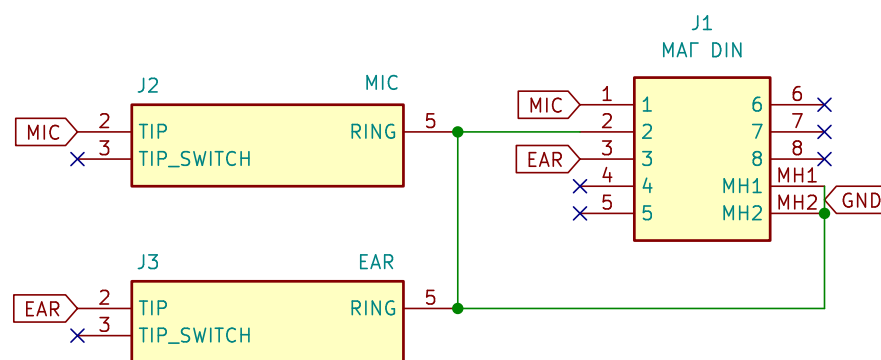 J1
МАГ DIN
J2
MIC
MIC
2
TIP
RING
5
3
TIP_SWITCH
MIC
1
1
2
2
EAR
3
3
4
4
5
5
6
6
7
7
8
8
MH1
MH1
MH2
MH2
GND
J3
EAR
EAR
2
TIP
RING
5
3
TIP_SWITCH